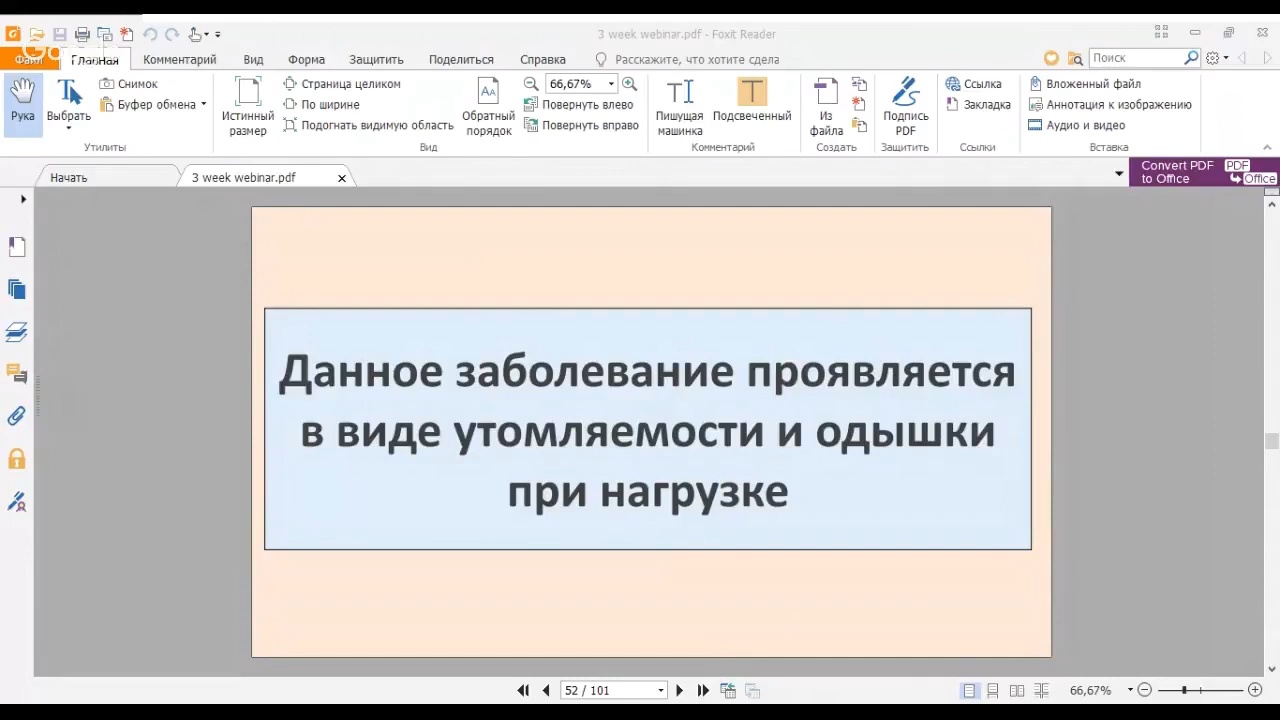 3 week webinar.pdf - Foxit Reader
Файл Главная Комментарий Вид Форма Защитить Поделиться Справка Расскажите, что хотите сдела Поиск
Рука
Выбрать
Снимок
Буфер обмена
Утилиты
Истинный размер
Страница целиком
По ширине
Подогнать видимую область
Обратный порядок
66,67%
Повернуть влево
Повернуть вправо
Вид
Пишущая машинка
Подсвеченный
Комментарий
Из файла
Создать
Подпись PDF
Защитить
Ссылка
Закладка
Ссылки
Вложенный файл
Аннотация к изображению
Аудио и видео
Вставка
Начать
3 week webinar.pdf
Convert PDF
to Office
PDF
Office
Данное заболевание проявляется
в виде утомляемости и одышки
при нагрузке
52 / 101
66,67%